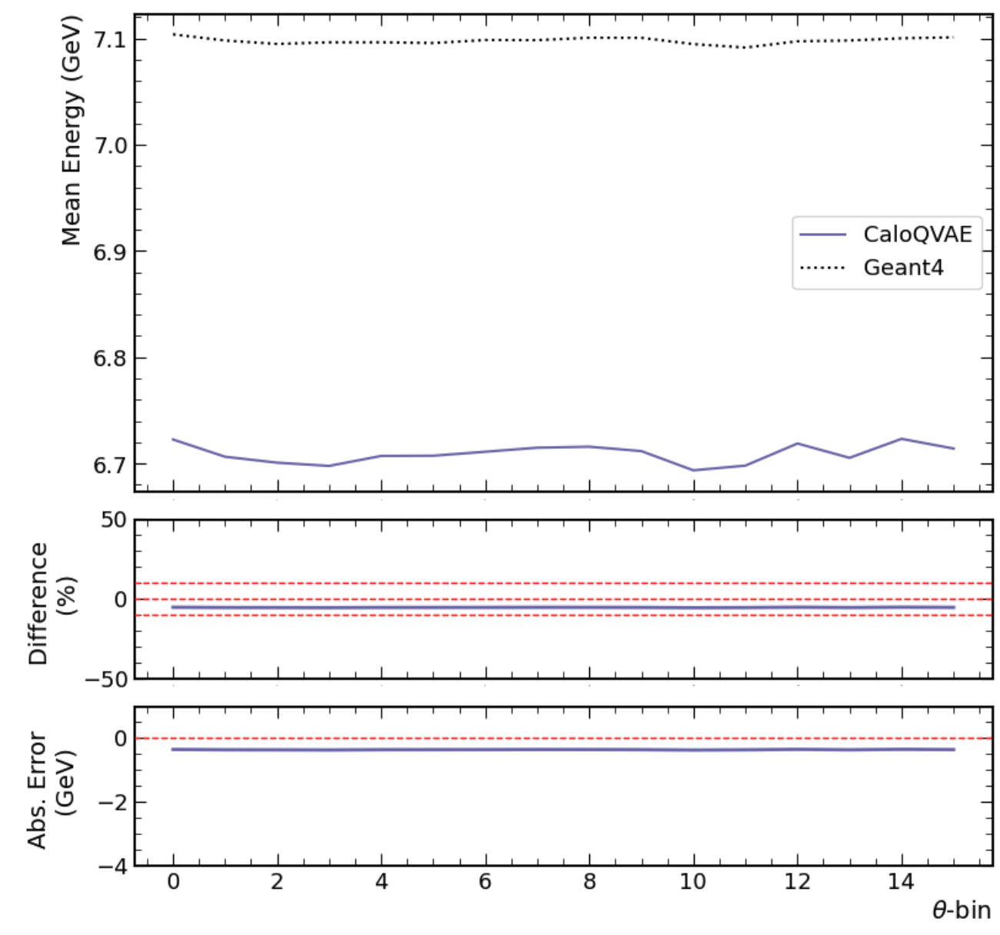 Mean Energy (GeV)
7.1
7.0
6.9
6.8
6.7
CaloQVAE
Geant4
Difference
(%)
50
0
−50
Abs. Error
(GeV)
0
−2
−4
0 2 4 6 8 10 12 14
θ-bin